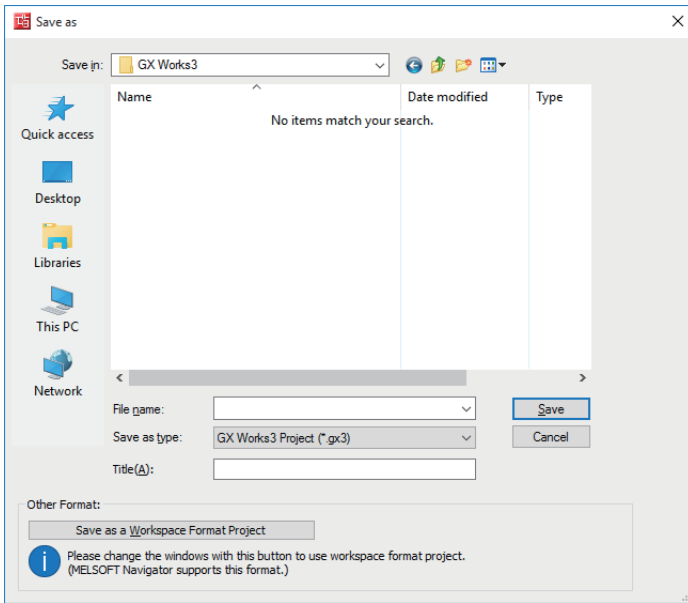 Save as
Save in:
GX Works3
Name
Date modified
Type
No items match your search.
Quick access
Desktop
Libraries
This PC
Network
File name:
Save
Save as type:
GX Works3 Project (*.gx3)
Cancel
Title(A):
Other Format:
Save as a Workspace Format Project
Please change the windows with this button to use workspace format project.
(MELSOFT Navigator supports this format.)